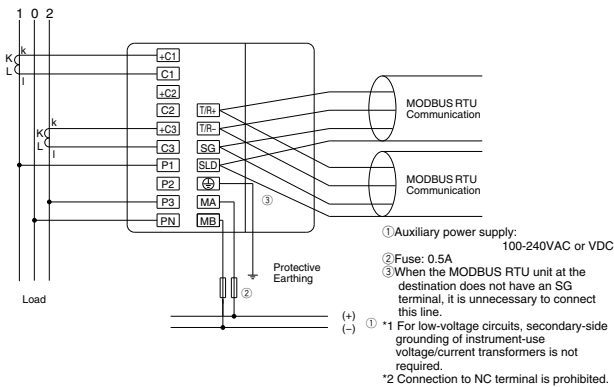 1 0 2
K
k
L
l
+C1
C1
+C2
C2
T/R+
K
k
+C3
T/R−
L
l
C3
SG
P1
SLD
P2
P3
MA
PN
MB
MODBUS RTU
Communication
MODBUS RTU
Communication
③
②
Protective
Earthing
Load
(+)
(−)
①
①Auxiliary power supply:
100-240VAC or VDC
②Fuse: 0.5A
③When the MODBUS RTU unit at the
destination does not have an SG
terminal, it is unnecessary to connect
this line.
*1 For low-voltage circuits, secondary-side
grounding of instrument-use
voltage/current transformers is not
required.
*2 Connection to NC terminal is prohibited.